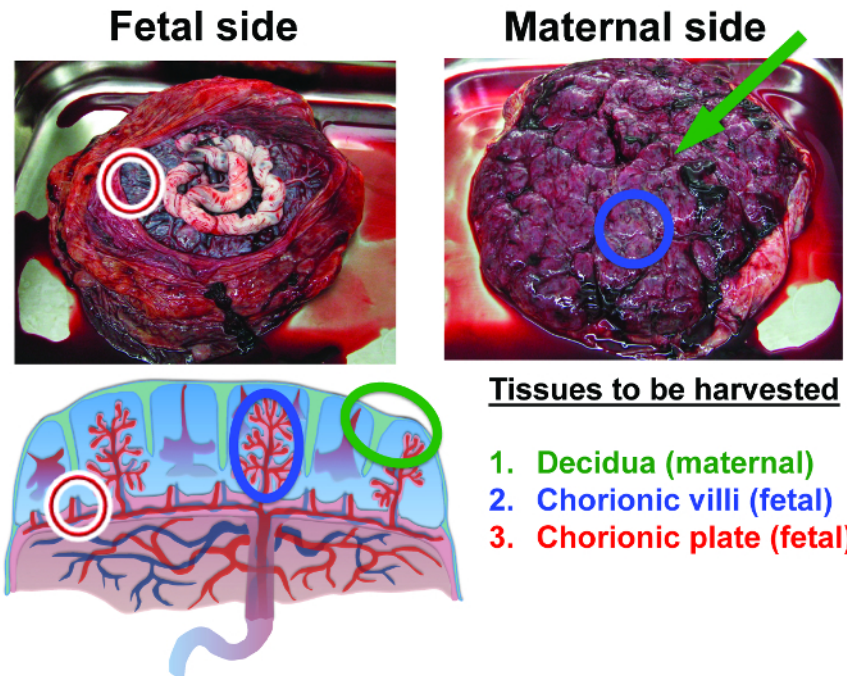 Fetal side
Maternal side
Tissues to be harvested
1. Decidua (maternal)
2. Chorionic villi (fetal)
3. Chorionic plate (fetal)